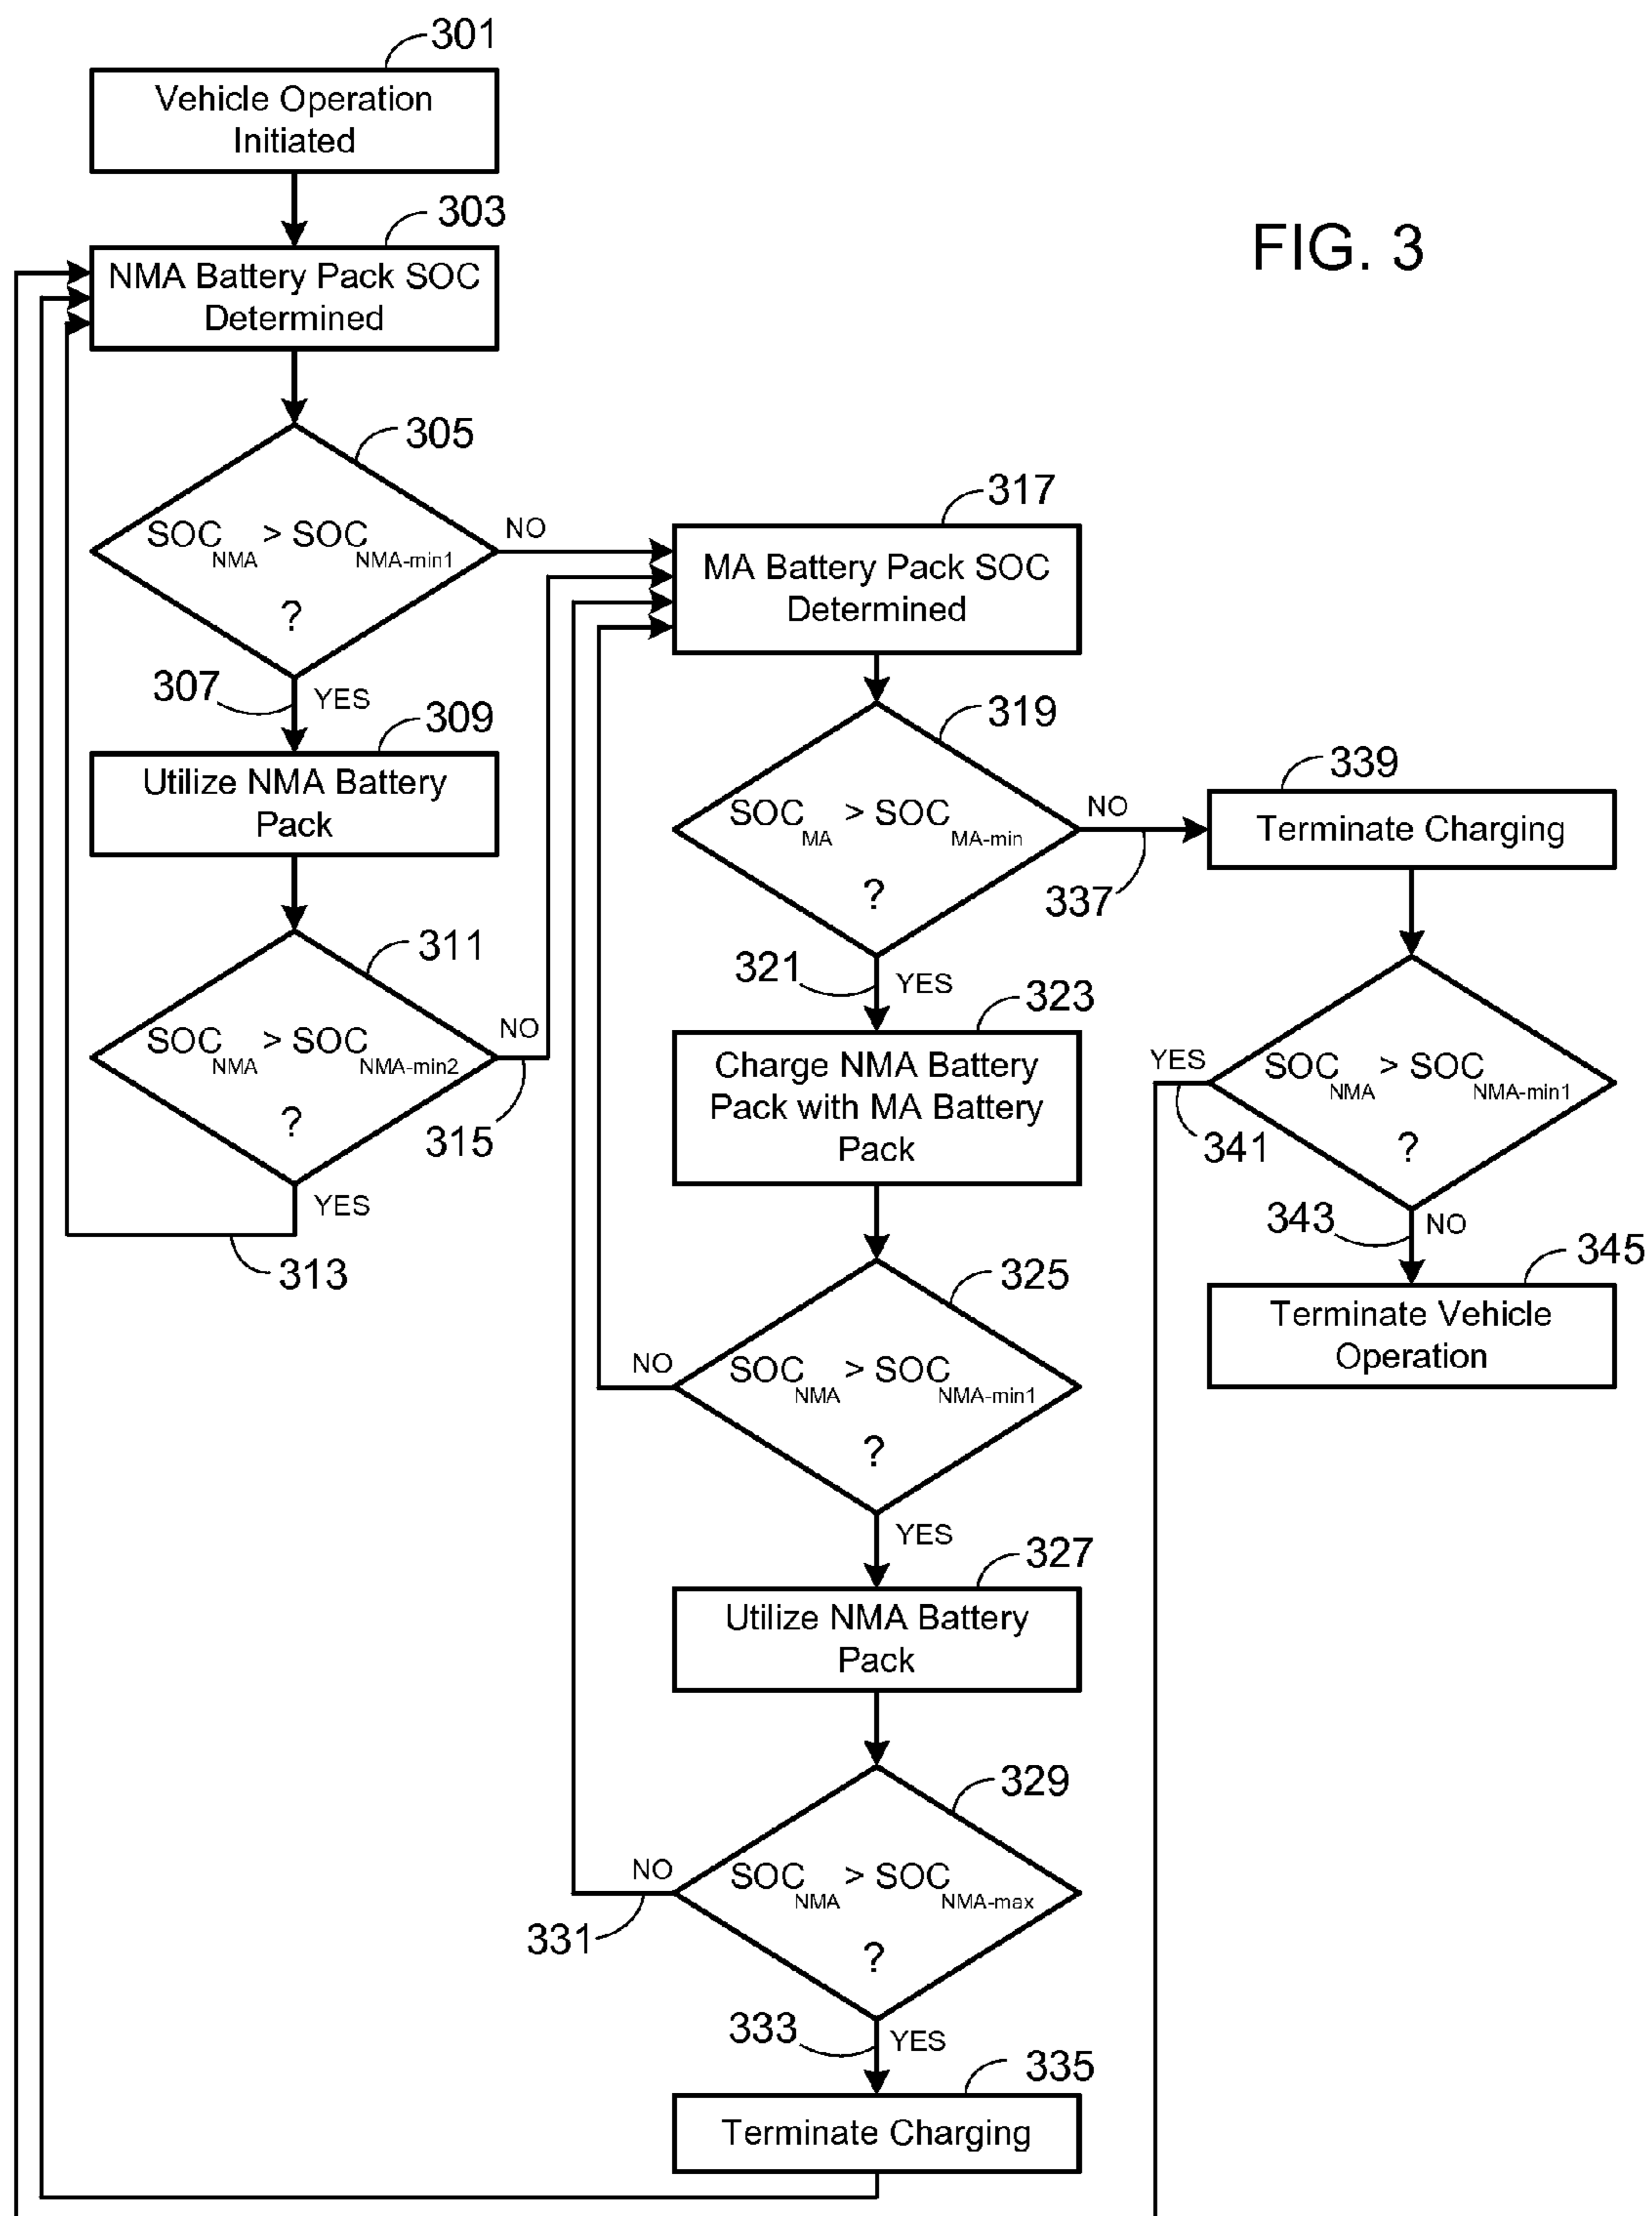 301
Vehicle Operation
Initiated
303
NMA Battery Pack SOC
Determined
FIG. 3
305
SOC NMA > SOC NMA-min1
?
NO
307
YES
309
Utilize NMA Battery
Pack
311
SOC NMA > SOC NMA-min2
?
NO
315
YES
313
317
MA Battery Pack SOC
Determined
319
SOC MA > SOC MA-min
?
NO
337
321
YES
323
Charge NMA Battery
Pack with MA Battery
Pack
325
SOC NMA > SOC NMA-min1
?
NO
YES
327
Utilize NMA Battery
Pack
329
SOC NMA > SOC NMA-max
?
NO
331
333
YES
335
Terminate Charging
339
Terminate Charging
SOC NMA > SOC NMA-min1
?
YES
341
343
NO
345
Terminate Vehicle
Operation